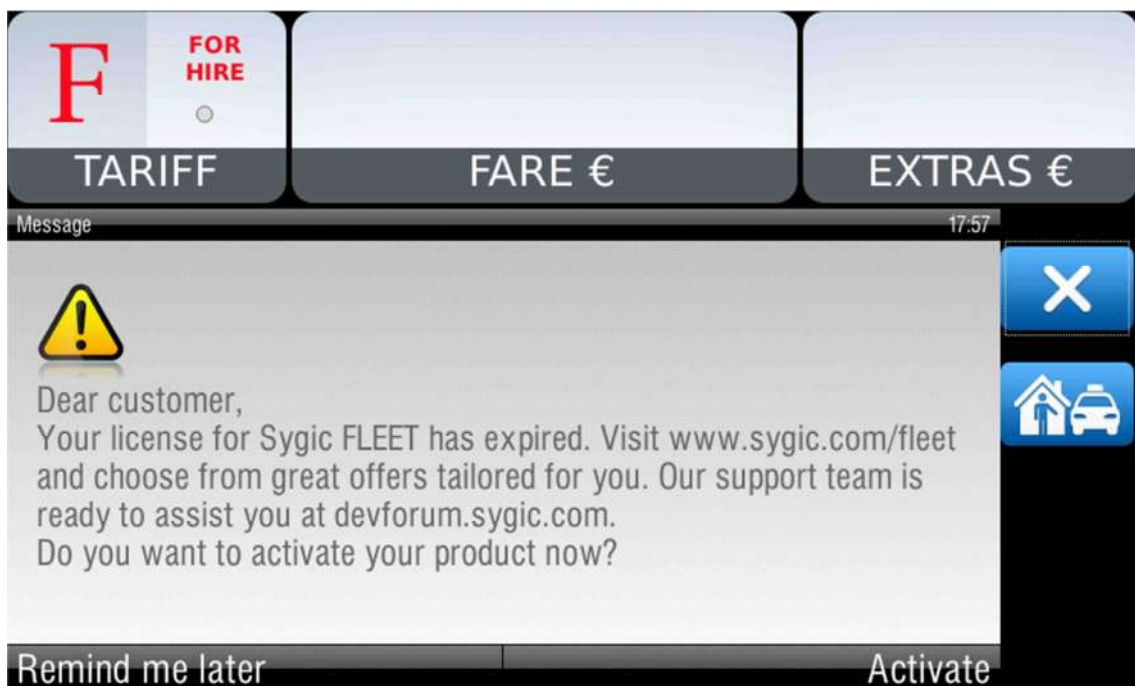 F
FOR
HIRE
TARIFF
FARE €
EXTRAS €
Message
17:57
Dear customer,
Your license for Sygic FLEET has expired. Visit www.sygic.com/fleet
and choose from great offers tailored for you. Our support team is
ready to assist you at devforum.sygic.com.
Do you want to activate your product now?
Remind me later
Activate